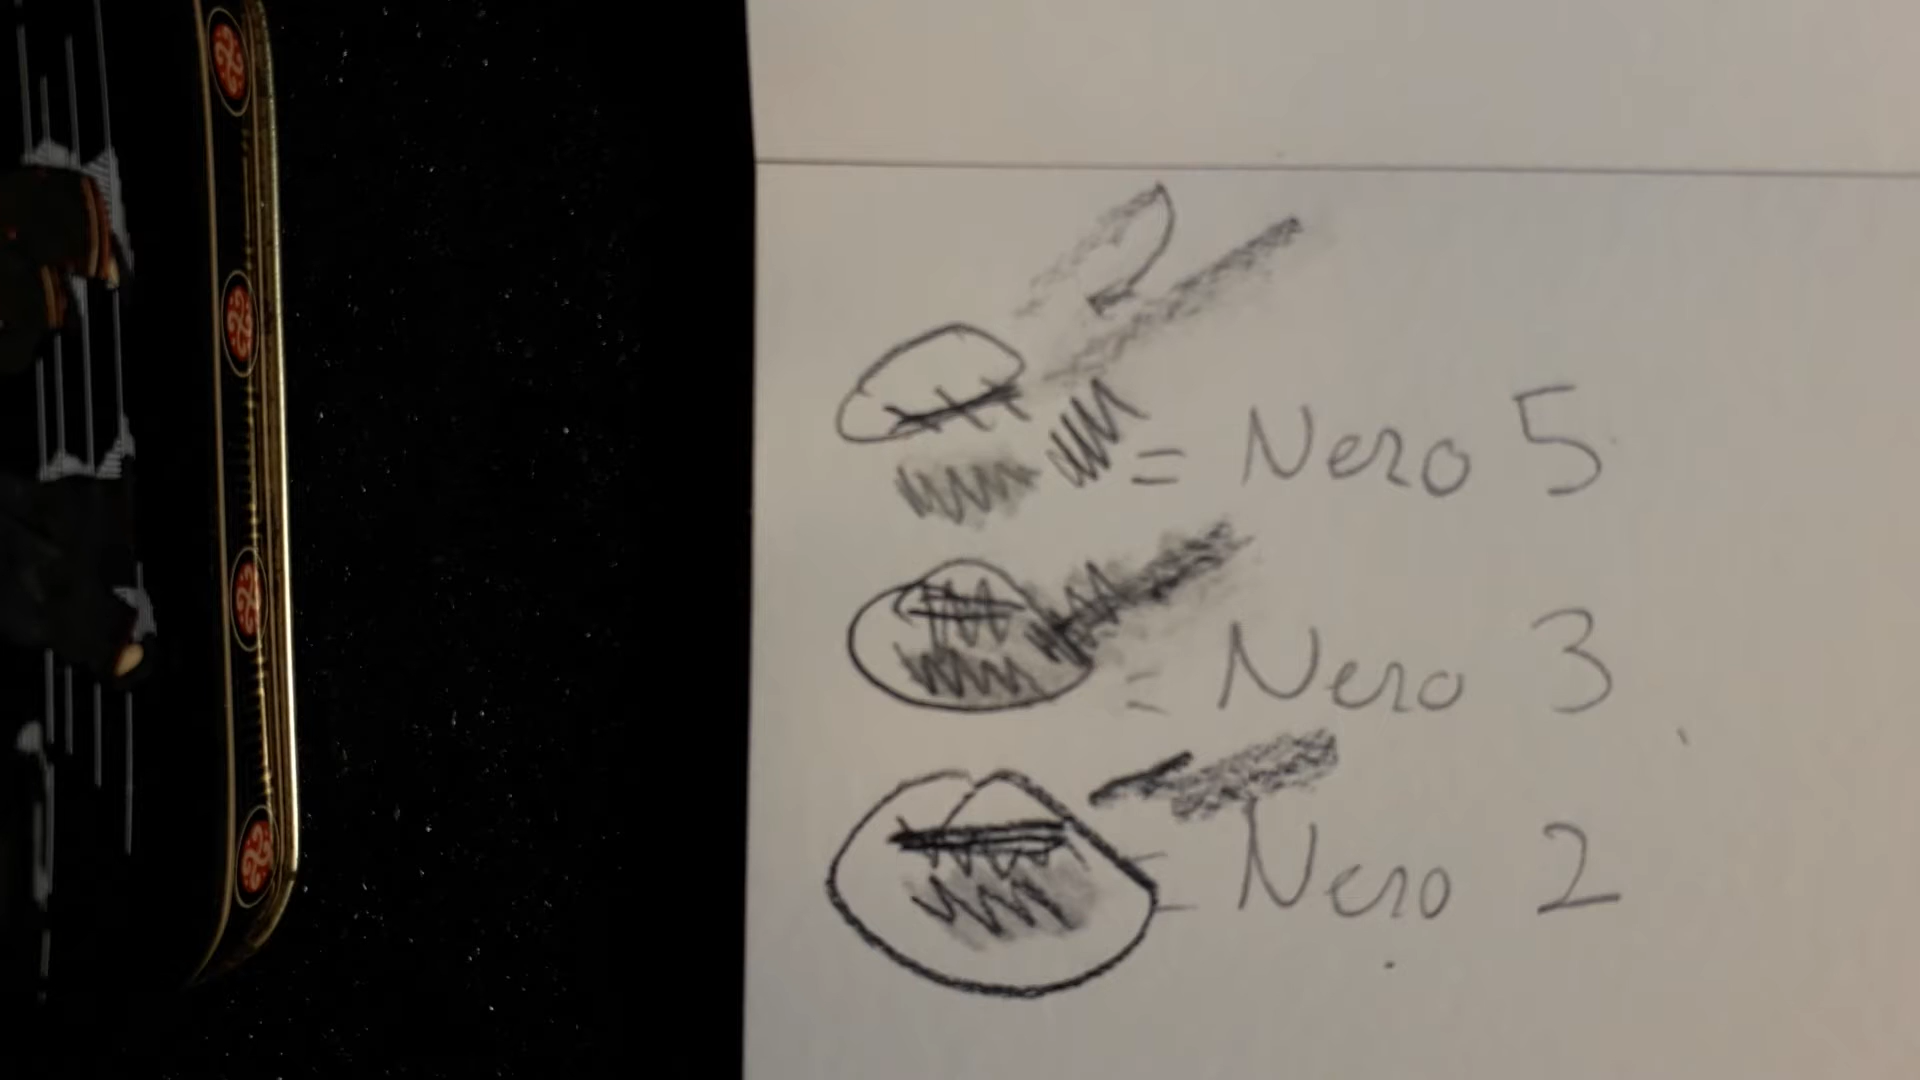 = Nero 5
= Nero 3
= Nero 2